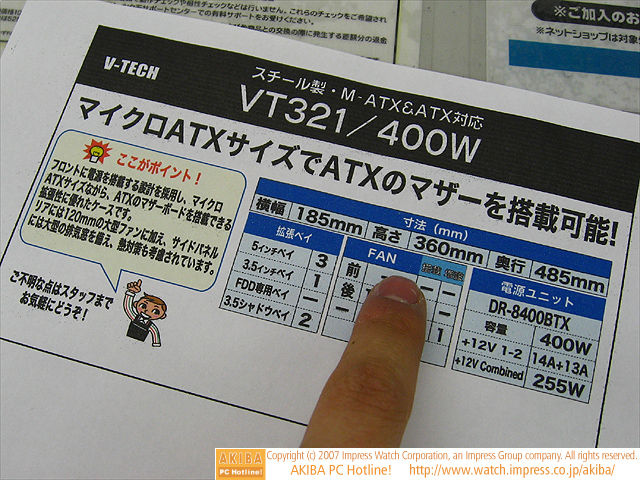 ※ご加入のお
※ネットショップは対象
V-TECH
スチール製・M-ATX&ATX対応
VT321/400W
マイクロATXサイズでATXのマザーを搭載可能!
ここがポイント!
フロントに電源を搭載する設計を採用し、マイクロ
ATXサイズながら、ATXのマザーボードを搭載できる
拡張性に優れたケースです。
リアには120mmの大型ファンに加え、サイドパネル
には大型の排気窓を備え、熱対策も考慮されています。
ご不明な点はスタッフまで
お気軽にどうぞ!
寸法(mm)
横幅 185mm 高さ 360mm 奥行 485mm
拡張ベイ
5インチベイ 3
3.5インチベイ 1
FDD専用ベイ ー
3.5シャドウベイ 2
FAN
前
後
1
電源ユニット
DR-8400BTX
容量 400W
+12V 1-2 14A+13A
+12V Combined 255W
AKIBA
PC Hotline!
Copyright (c) 2007 Impress Watch Corporation, an Impress Group company. All rights reserved.
AKIBA PC Hotline! http://www.watch.impress.co.jp/akiba/